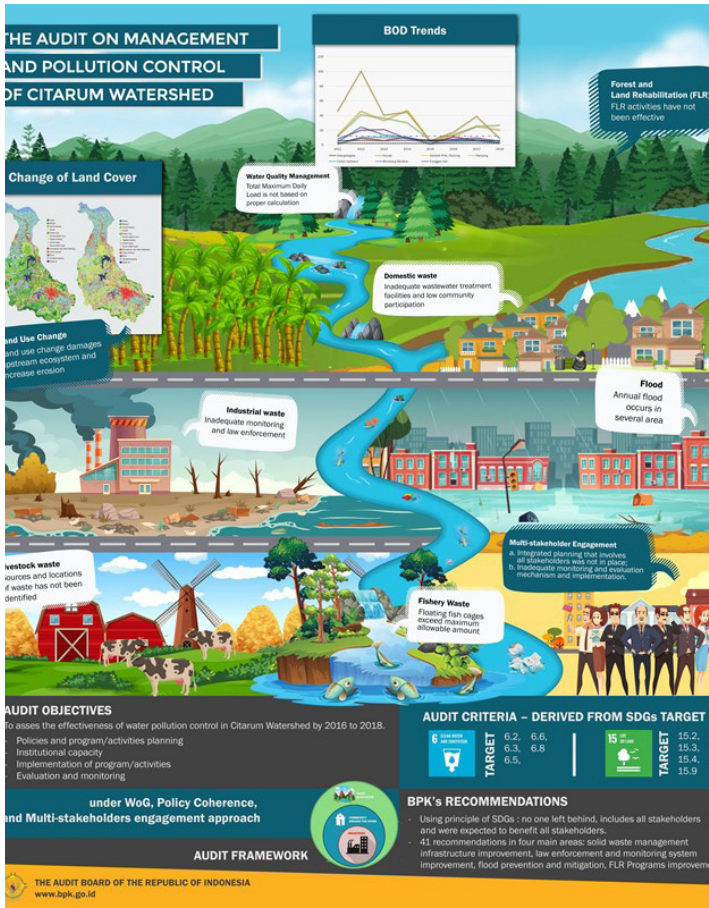 THE AUDIT ON MANAGEMENT
AND POLLUTION CONTROL
OF CITARUM WATERSHED
BOD Trends
Forest and
Land Rehabilitation (FLR)
FLR activities have not
been effective
Change of Land Cover
Water Quality Management
Total Maximum Daily
Load is not based on
proper calculation
Domestic waste
Inadequate wastewater treatment
facilities and low community
participation
and Use Change
and use change damages
upstream ecosystem and
increase erosion
Industrial waste
Inadequate monitoring
and law enforcement
Flood
Annual flood
occurs in
several area
Multi-stakeholder Engagement
a. Integrated planning that involves
all stakeholders was not in place;
b. Inadequate monitoring and evaluation
mechanism and implementation.
vestock waste
sources and locations
of waste has not been
identified
Fishery Waste
Floating fish cages
exceed maximum
allowable amount
AUDIT OBJECTIVES
To asses the effectiveness of water pollution control in Citarum Watershed by 2016 to 2018.
- Policies and program/activities planning
- Institutional capacity
- Implementation of program/activities
- Evaluation and monitoring
AUDIT CRITERIA – DERIVED FROM SDGs TARGET
6 CLEAN WATER AND SANITATION
TARGET
6.2, 6.6,
6.3, 6.8
6.5,
15 LIFE ON LAND
TARGET
15.2,
15.3,
15.4,
15.9
under WoG, Policy Coherence,
and Multi-stakeholders engagement approach
AUDIT FRAMEWORK
BPK's RECOMMENDATIONS
- Using principle of SDGs : no one left behind, includes all stakeholders
and were expected to benefit all stakeholders.
- 41 recommendations in four main areas: solid waste management
infrastructure improvement, law enforcement and monitoring system
improvement, flood prevention and mitigation, FLR Programs improveme
THE AUDIT BOARD OF THE REPUBLIC OF INDONESIA
www.bpk.go.id